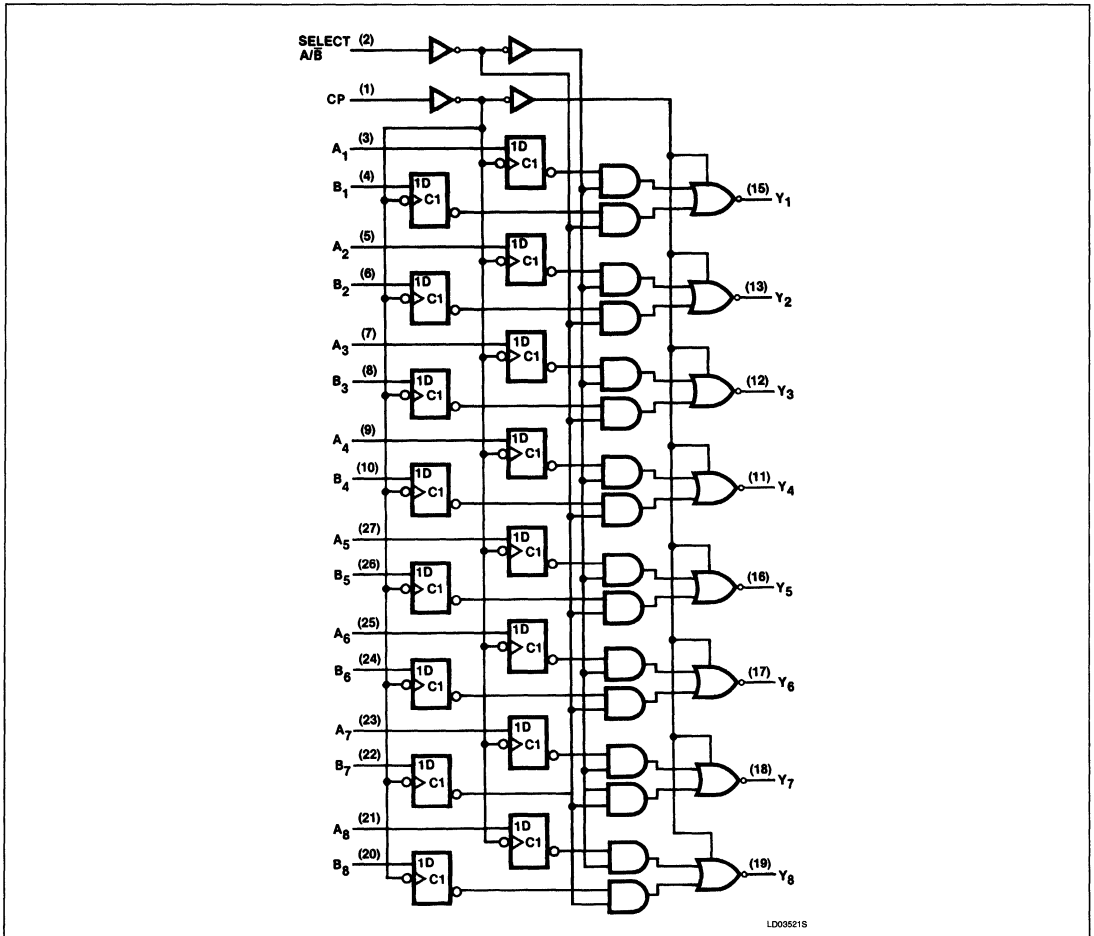 SELECT (2)
A/B̅
CP (1)
A1 (3) 1D C1
B1 (4) 1D C1
(15) Y1
A2 (5) 1D C1
B2 (6) 1D C1
(13) Y2
A3 (7) 1D C1
B3 (8) 1D C1
(12) Y3
A4 (9) 1D C1
B4 (10) 1D C1
(11) Y4
A5 (27) 1D C1
B5 (26) 1D C1
(16) Y5
A6 (25) 1D C1
B6 (24) 1D C1
(17) Y6
A7 (23) 1D C1
B7 (22) 1D C1
(18) Y7
A8 (21) 1D C1
B8 (20) 1D C1
(19) Y8
LD03521S